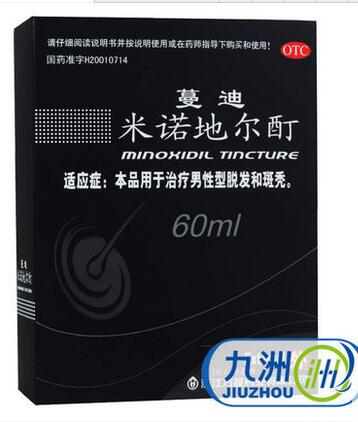 请仔细阅读说明书并按说明使用或在药师指导下购买和使用!
OTC
国药准字H20010714
蔓迪
米诺地尔酊
MINOXIDIL TINCTURE
适应症：本品用于治疗男性型脱发和斑秃。
60ml
蔓迪
九洲
JIUZHOU